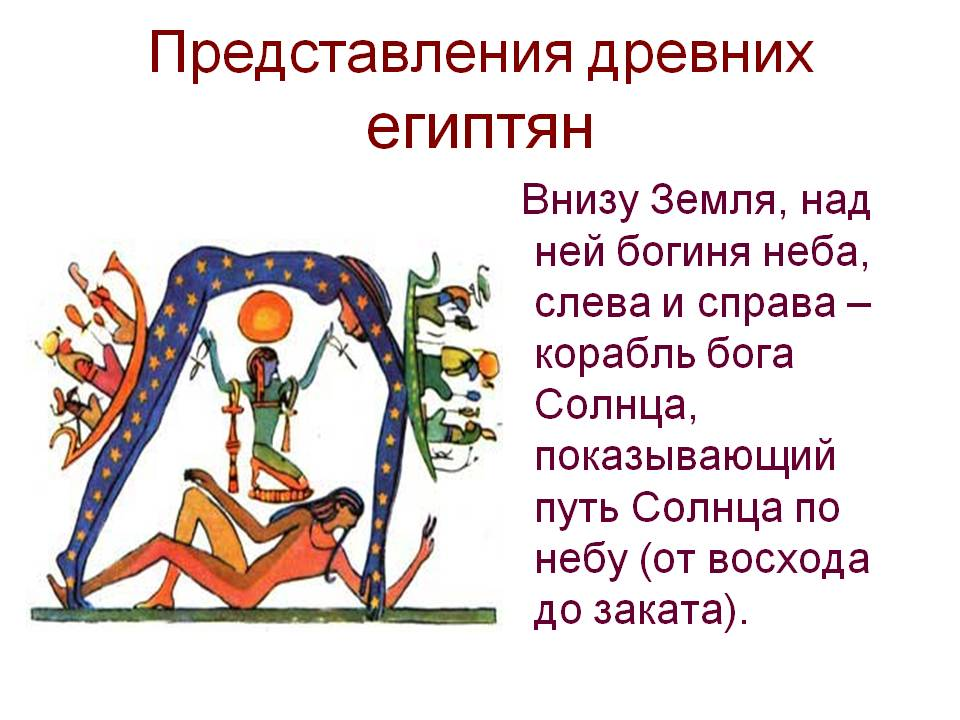 Представления древних
египтян
Внизу Земля, над
ней богиня неба,
слева и справа –
корабль бога
Солнца,
показывающий
путь Солнца по
небу (от восхода
до заката).